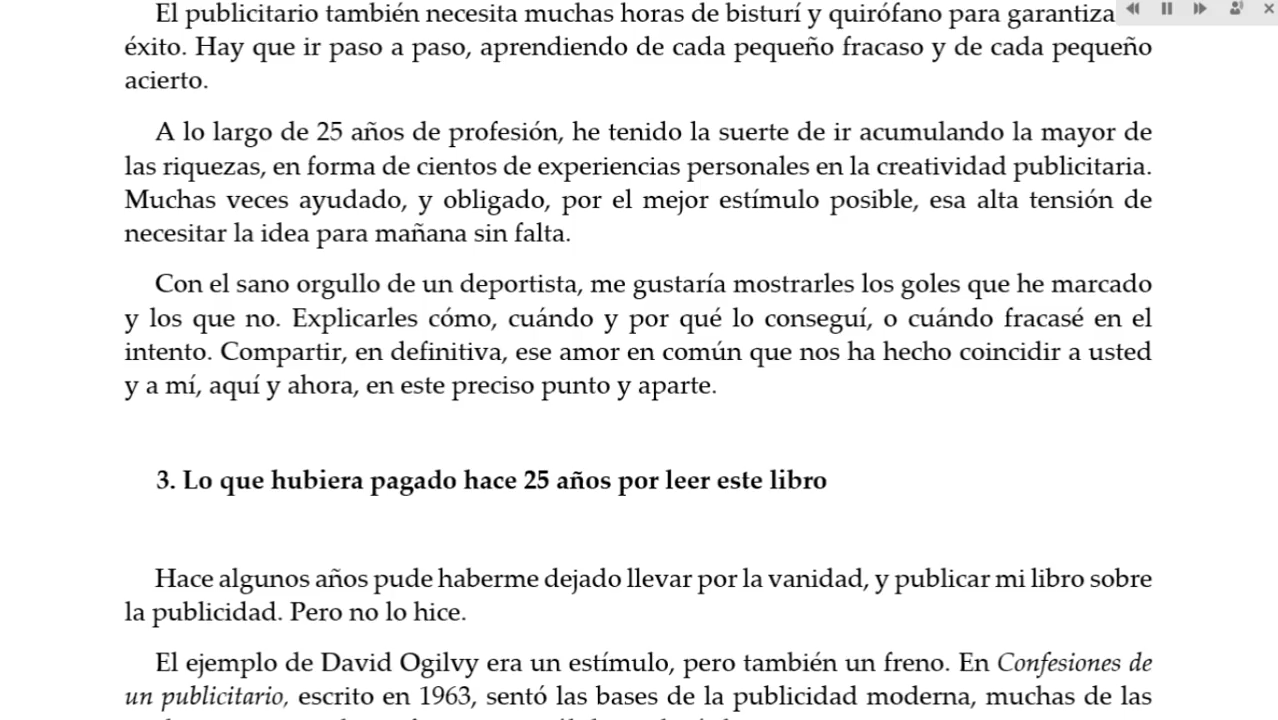 El publicitario también necesita muchas horas de bisturí y quirófano para garantiza
éxito. Hay que ir paso a paso, aprendiendo de cada pequeño fracaso y de cada pequeño
acierto.
A lo largo de 25 años de profesión, he tenido la suerte de ir acumulando la mayor de
las riquezas, en forma de cientos de experiencias personales en la creatividad publicitaria.
Muchas veces ayudado, y obligado, por el mejor estímulo posible, esa alta tensión de
necesitar la idea para mañana sin falta.
Con el sano orgullo de un deportista, me gustaría mostrarles los goles que he marcado
y los que no. Explicarles cómo, cuándo y por qué lo conseguí, o cuándo fracasé en el
intento. Compartir, en definitiva, ese amor en común que nos ha hecho coincidir a usted
y a mí, aquí y ahora, en este preciso punto y aparte.
3. Lo que hubiera pagado hace 25 años por leer este libro
Hace algunos años pude haberme dejado llevar por la vanidad, y publicar mi libro sobre
la publicidad. Pero no lo hice.
El ejemplo de David Ogilvy era un estímulo, pero también un freno. En Confesiones de
un publicitario, escrito en 1963, sentó las bases de la publicidad moderna, muchas de las